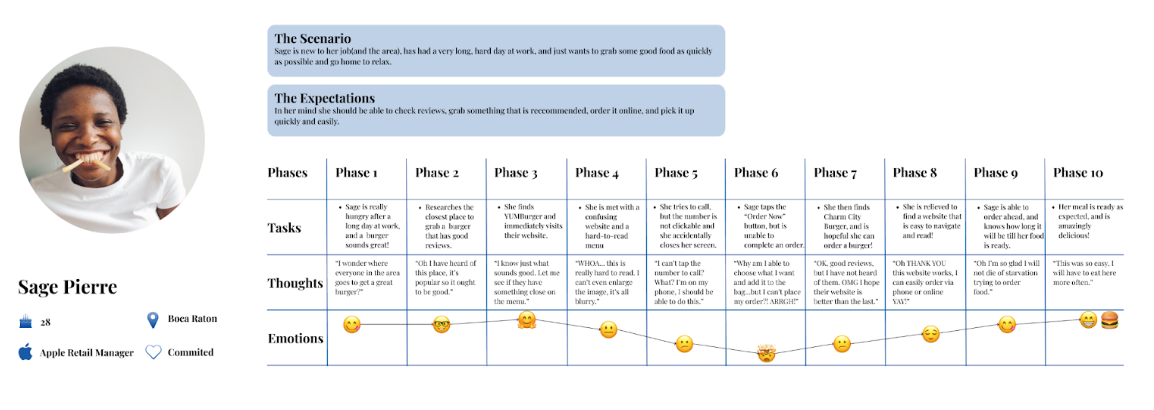 The Scenario
Sage is new to her job(and the area), has had a very long, hard day at work, and just wants to grab some good food as quickly
as possible and go home to relax.
The Expectations
In her mind she should be able to check reviews, grab something that is reccommended, order it online, and pick it up
quickly and easily.
Sage Pierre
28
Boca Raton
Apple Retail Manager
Commited
Phases
Phase 1
Phase 2
Phase 3
Phase 4
Phase 5
Phase 6
Phase 7
Phase 8
Phase 9
Phase 10
Tasks
• Sage is really
hungry after a
long day at work,
and a burger
sounds great!
• Researches the
closest place to
grab a burger
that has good
reviews.
• She finds
YUMBurger and
immediately visits
their website.
• She is met with a
confusing
website and a
hard-to-read
menu
• She tries to call,
but the number is
not clickable and
she accidentally
closes her screen.
• Sage taps the
"Order Now"
button, but is
unable to
complete an order.
• She then finds
Charm City
Burger, and is
hopeful she can
order a burger!
• She is relieved to
find a website that
is easy to navigate
and read!
• Sage is able to
order ahead, and
knows how long it
will be till her food
is ready.
• Her meal is ready as
expected, and is
amazingly
delicious!
Thoughts
"I wonder where
everyone in the area
goes to get a great
burger?"
"Oh I have heard of
this place, it's
popular so it ought
to be good."
"I know just what
sounds good. Let me
see if they have
something close on
the menu."
"WHOA... this is
really hard to read, I
can't even enlarge
the image, it's all
blurry."
"I can't tap the
number to call?
What? I'm on my
phone, I should be
able to do this."
"Why am I able to
choose what I want
and add it to the
bag...but I can't place
my order?! ARRGH!"
"OK, good reviews,
but I have not heard
of them. OMG I hope
their website is
better than the last."
"Oh THANK YOU
this website works, I
can easily order via
phone or online
YAY!"
"Oh I'm so glad I will
not die of starvation
trying to order
food."
"This was so easy, I
will have to eat here
more often."
Emotions